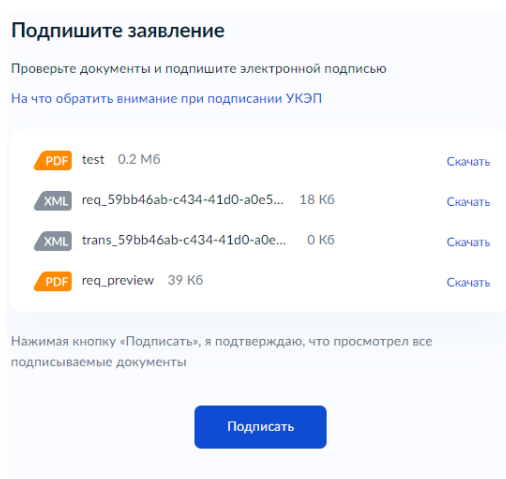 Подпишите заявление
Проверьте документы и подпишите электронной подписью
На что обратить внимание при подписании УКЭП
PDF test 0.2 Мб Скачать
XML req_59bb46ab-c434-41d0-a0e5... 18 Кб Скачать
XML trans_59bb46ab-c434-41d0-a0e... 0 Кб Скачать
PDF req_preview 39 Кб Скачать
Нажимая кнопку «Подписать», я подтверждаю, что просмотрел все
подписываемые документы
Подписать